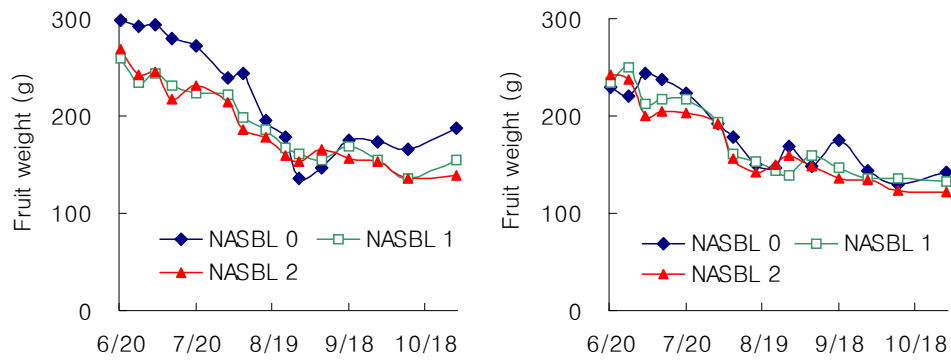 Fruit weight (g)
300
200
100
0
NASBL 0
NASBL 1
NASBL 2
6/20 7/20 8/19 9/18 10/18
Fruit weight (g)
300
200
100
0
NASBL 0
NASBL 1
NASBL 2
6/20 7/20 8/19 9/18 10/18